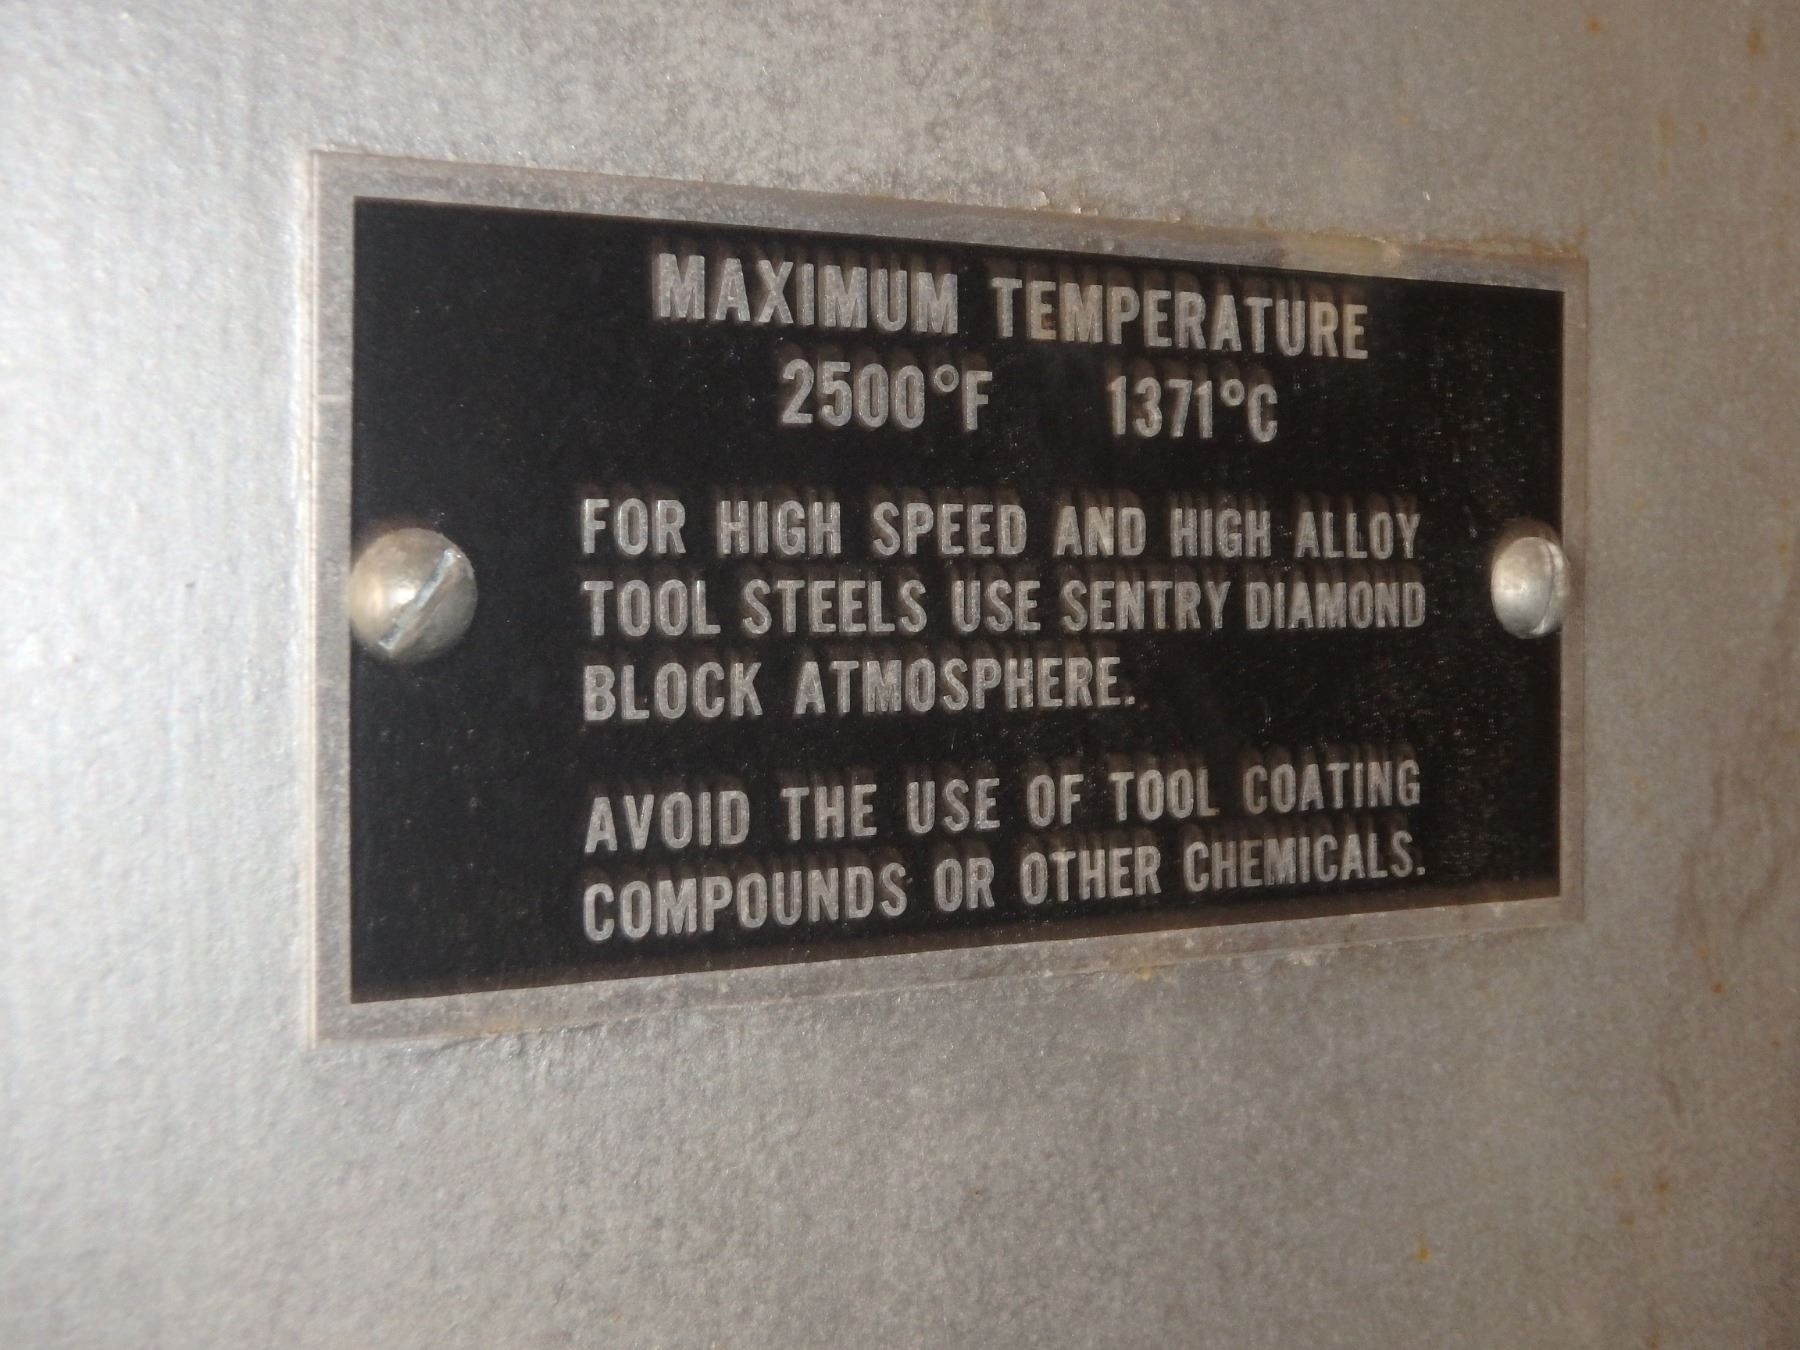 MAXIMUM TEMPERATURE
2500°F 1371°C
FOR HIGH SPEED AND HIGH ALLOY
TOOL STEELS USE SENTRY DIAMOND
BLOCK ATMOSPHERE.
AVOID THE USE OF TOOL COATING
COMPOUNDS OR OTHER CHEMICALS.